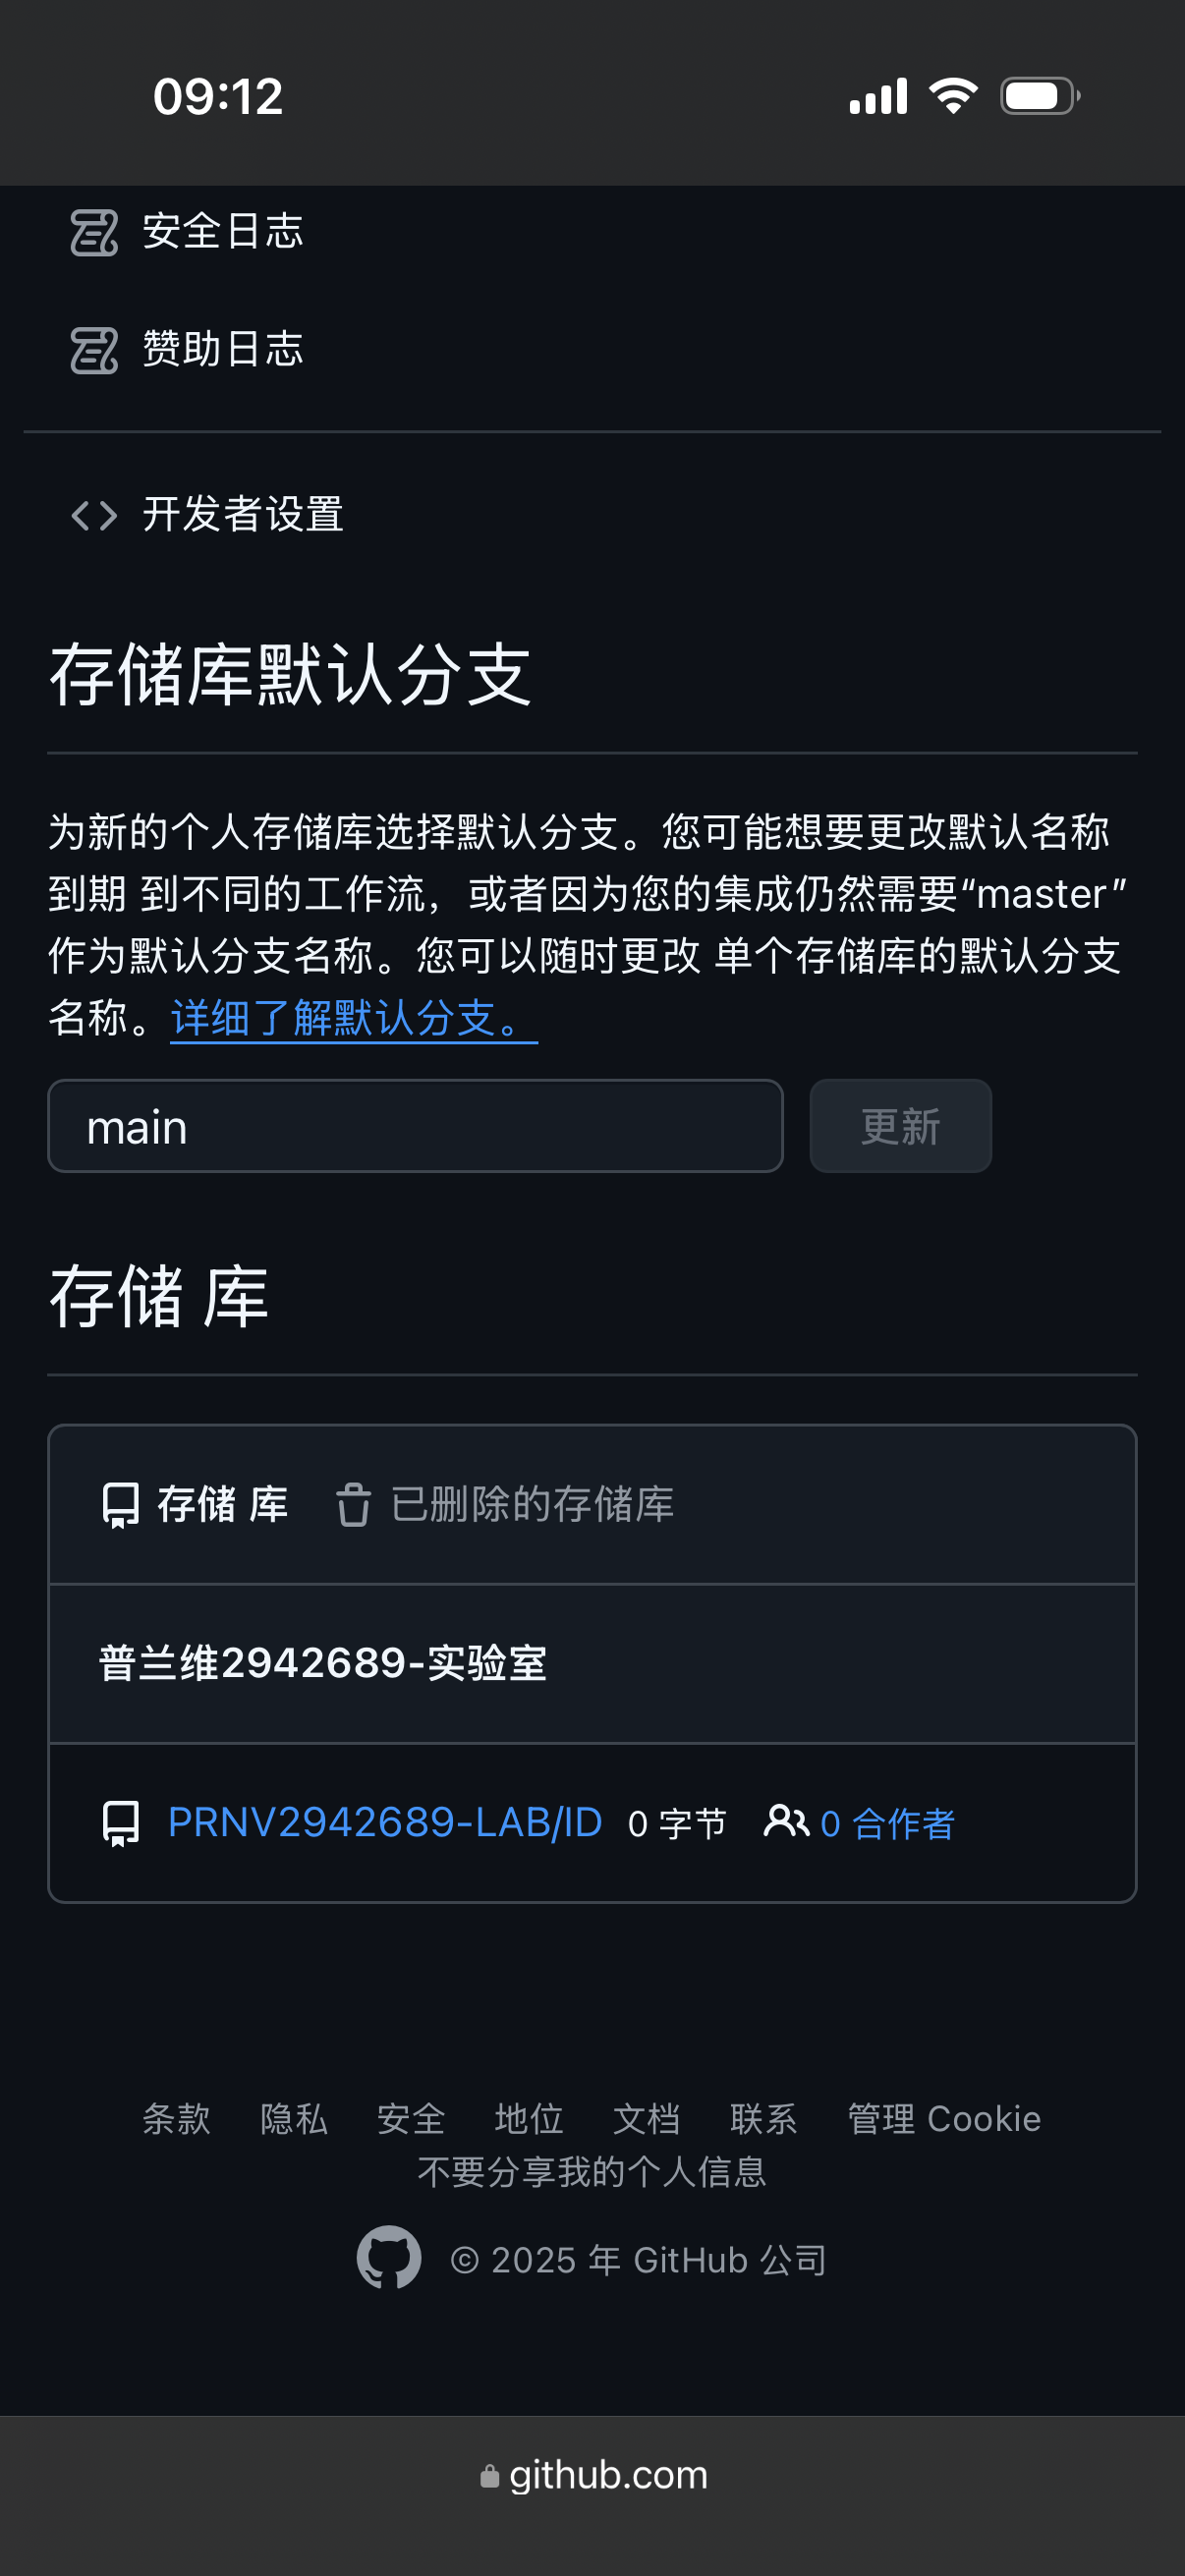 09:12
安全日志
赞助日志
开发者设置
存储库默认分支
为新的个人存储库选择默认分支。您可能想要更改默认名称
到期 到不同的工作流，或者因为您的集成仍然需要“master”
作为默认分支名称。您可以随时更改 单个存储库的默认分支
名称。详细了解默认分支。
main 更新
存储 库
存储 库 已删除的存储库
普兰维2942689-实验室
PRNV2942689-LAB/ID 0 字节 0 合作者
条款 隐私 安全 地位 文档 联系 管理 Cookie
不要分享我的个人信息
© 2025 年 GitHub 公司
github.com